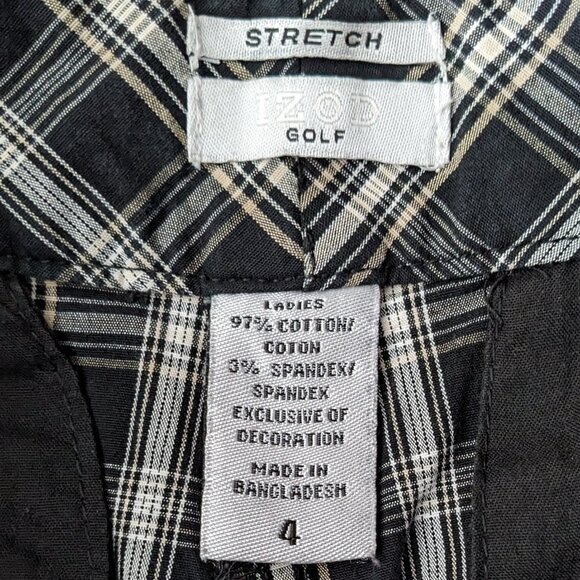 STRETCH
IZOD
GOLF
LADIES
97% COTTON/
COTON
3% SPANDEX/
SPANDEX
EXCLUSIVE OF
DECORATION
MADE IN
BANGLADESH
4